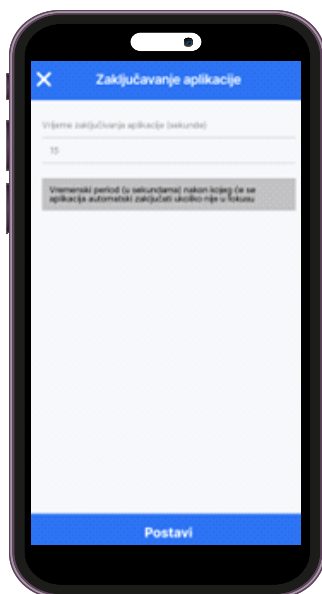 Zaključavanje aplikacije
Vrijeme zaključivanja aplikacije (sekunde)
15
Vremenski period (u sekundama) nakon kojeg će se
aplikacija automatski zaključati ukoliko nije u fokusu
Postavi